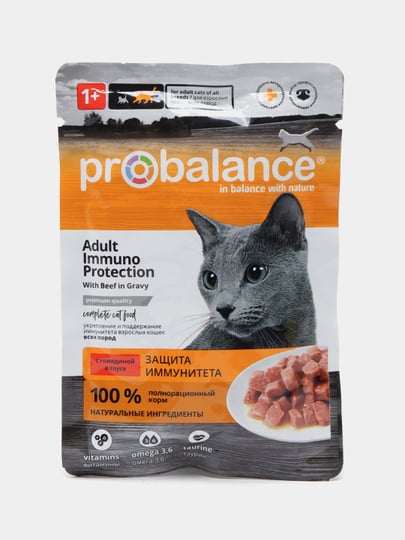 1+
for adult cats of all
breeds / для взрослых
probalance®
in balance with nature
Adult
Immuno
Protection
With Beef in Gravy
premium quality
complete cat food
укрепление и поддержание
иммунитета взрослых кошек
всех пород
с говядиной
в соусе
ЗАЩИТА
ИММУНИТЕТА
100 %
полнорационный
корм
НАТУРАЛЬНЫЕ ИНГРЕДИЕНТЫ
vitamins
витамины
omega 3,6
омега 3,6
taurine
таурин